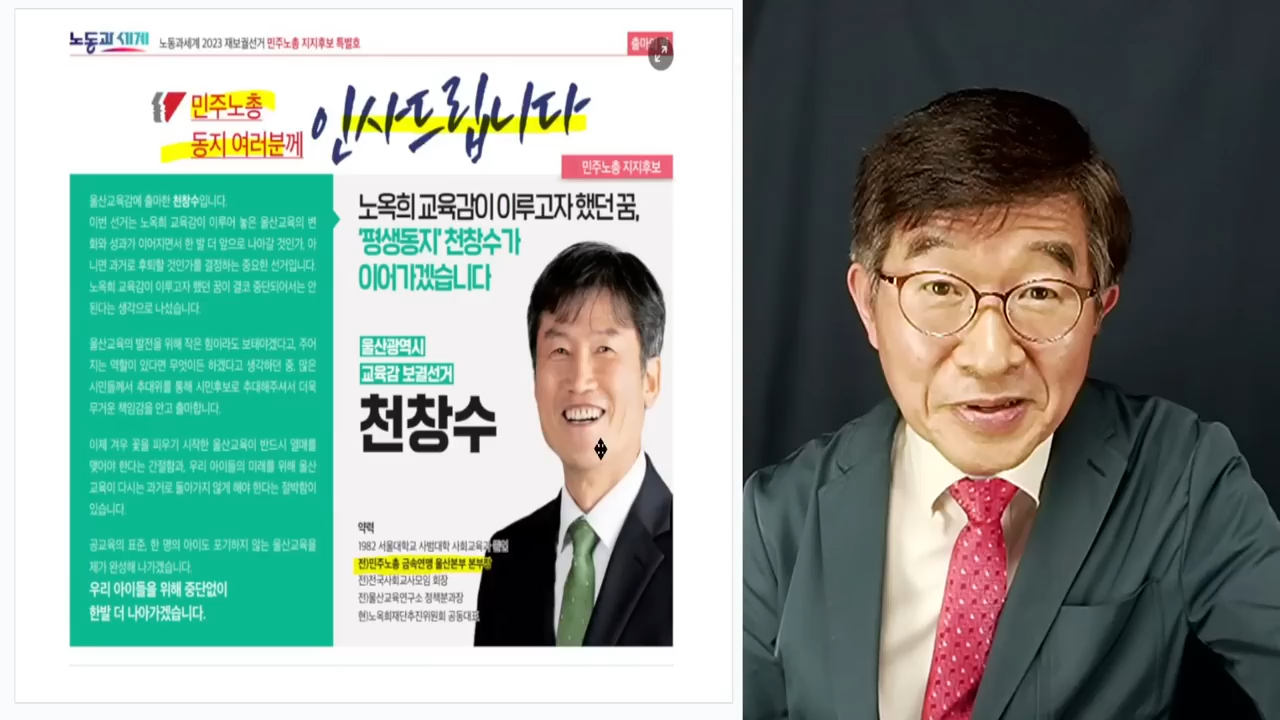 노동과 세계
노동과세계 2023 재보궐선거 민주노총 지지후보 특별호
출마의
민주노총
동지 여러분께
인사드립니다
민주노총 지지후보
울산교육감에 출마한 천창수입니다.
이번 선거는 노옥희 교육감이 이루어 놓은 울산교육의 변
화와 성과가 이어지면서 한 발 더 앞으로 나아갈 것인가, 아
니면 과거로 후퇴할 것인가를 결정하는 중요한 선거입니다.
노옥희 교육감이 이루고자 했던 꿈이 결코 중단되어서는 안
된다는 생각으로 나섰습니다.
울산교육의 발전을 위해 작은 힘이라도 보태야겠다고, 주어
지는 역할이 있다면 무엇이든 하겠다고 생각하던 중, 많은
시민들께서 추대위를 통해 시민후보로 추대해주셔서 더욱
무거운 책임감을 안고 출마합니다.
이제 겨우 꽃을 피우기 시작한 울산교육이 반드시 열매를
맺어야 한다는 간절함과, 우리 아이들의 미래를 위해 울산
교육이 다시는 과거로 돌아가지 않게 해야 한다는 절박함이
있습니다.
공교육의 표준, 한 명의 아이도 포기하지 않는 울산교육을
제가 완성해 나가겠습니다.
우리 아이들을 위해 중단없이
한발 더 나아가겠습니다.
노옥희 교육감이 이루고자 했던 꿈,
'평생동지' 천창수가
이어가겠습니다
울산광역시
교육감 보궐선거
천창수
약력
1982 서울대학교 사범대학 사회교육과 졸업
전)민주노총 금속연맹 울산본부 본부장
전)전국사회교사모임 회장
전)울산교육연구소 정책분과장
현)노옥희재단추진위원회 공동대표